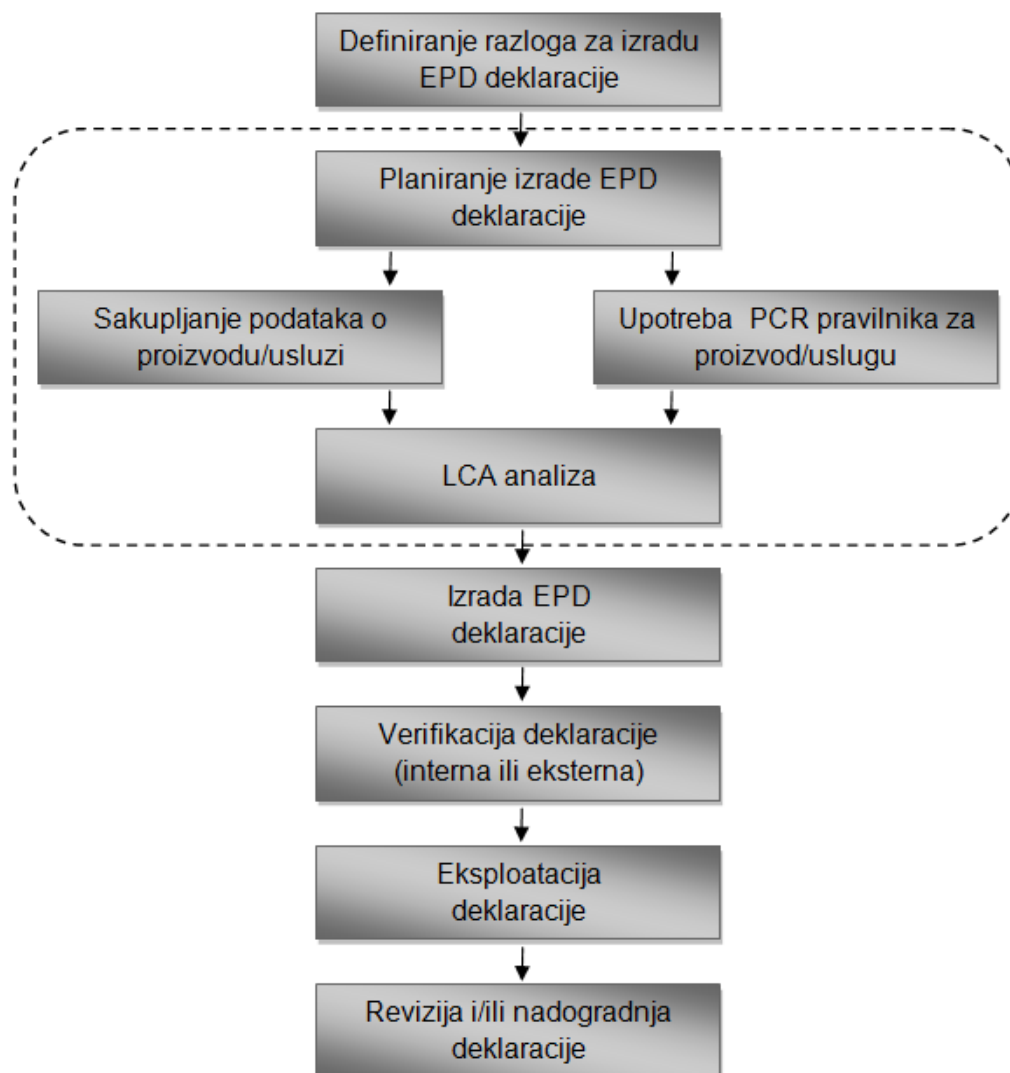 Definiranje razloga za izradu
EPD deklaracije
Planiranje izrade EPD
deklaracije
Sakupljanje podataka o
proizvodu/usluzi
Upotreba PCR pravilnika za
proizvod/uslugu
LCA analiza
Izrada EPD
deklaracije
Verifikacija deklaracije
(interna ili eksterna)
Eksploatacija
deklaracije
Revizija i/ili nadogradnja
deklaracije